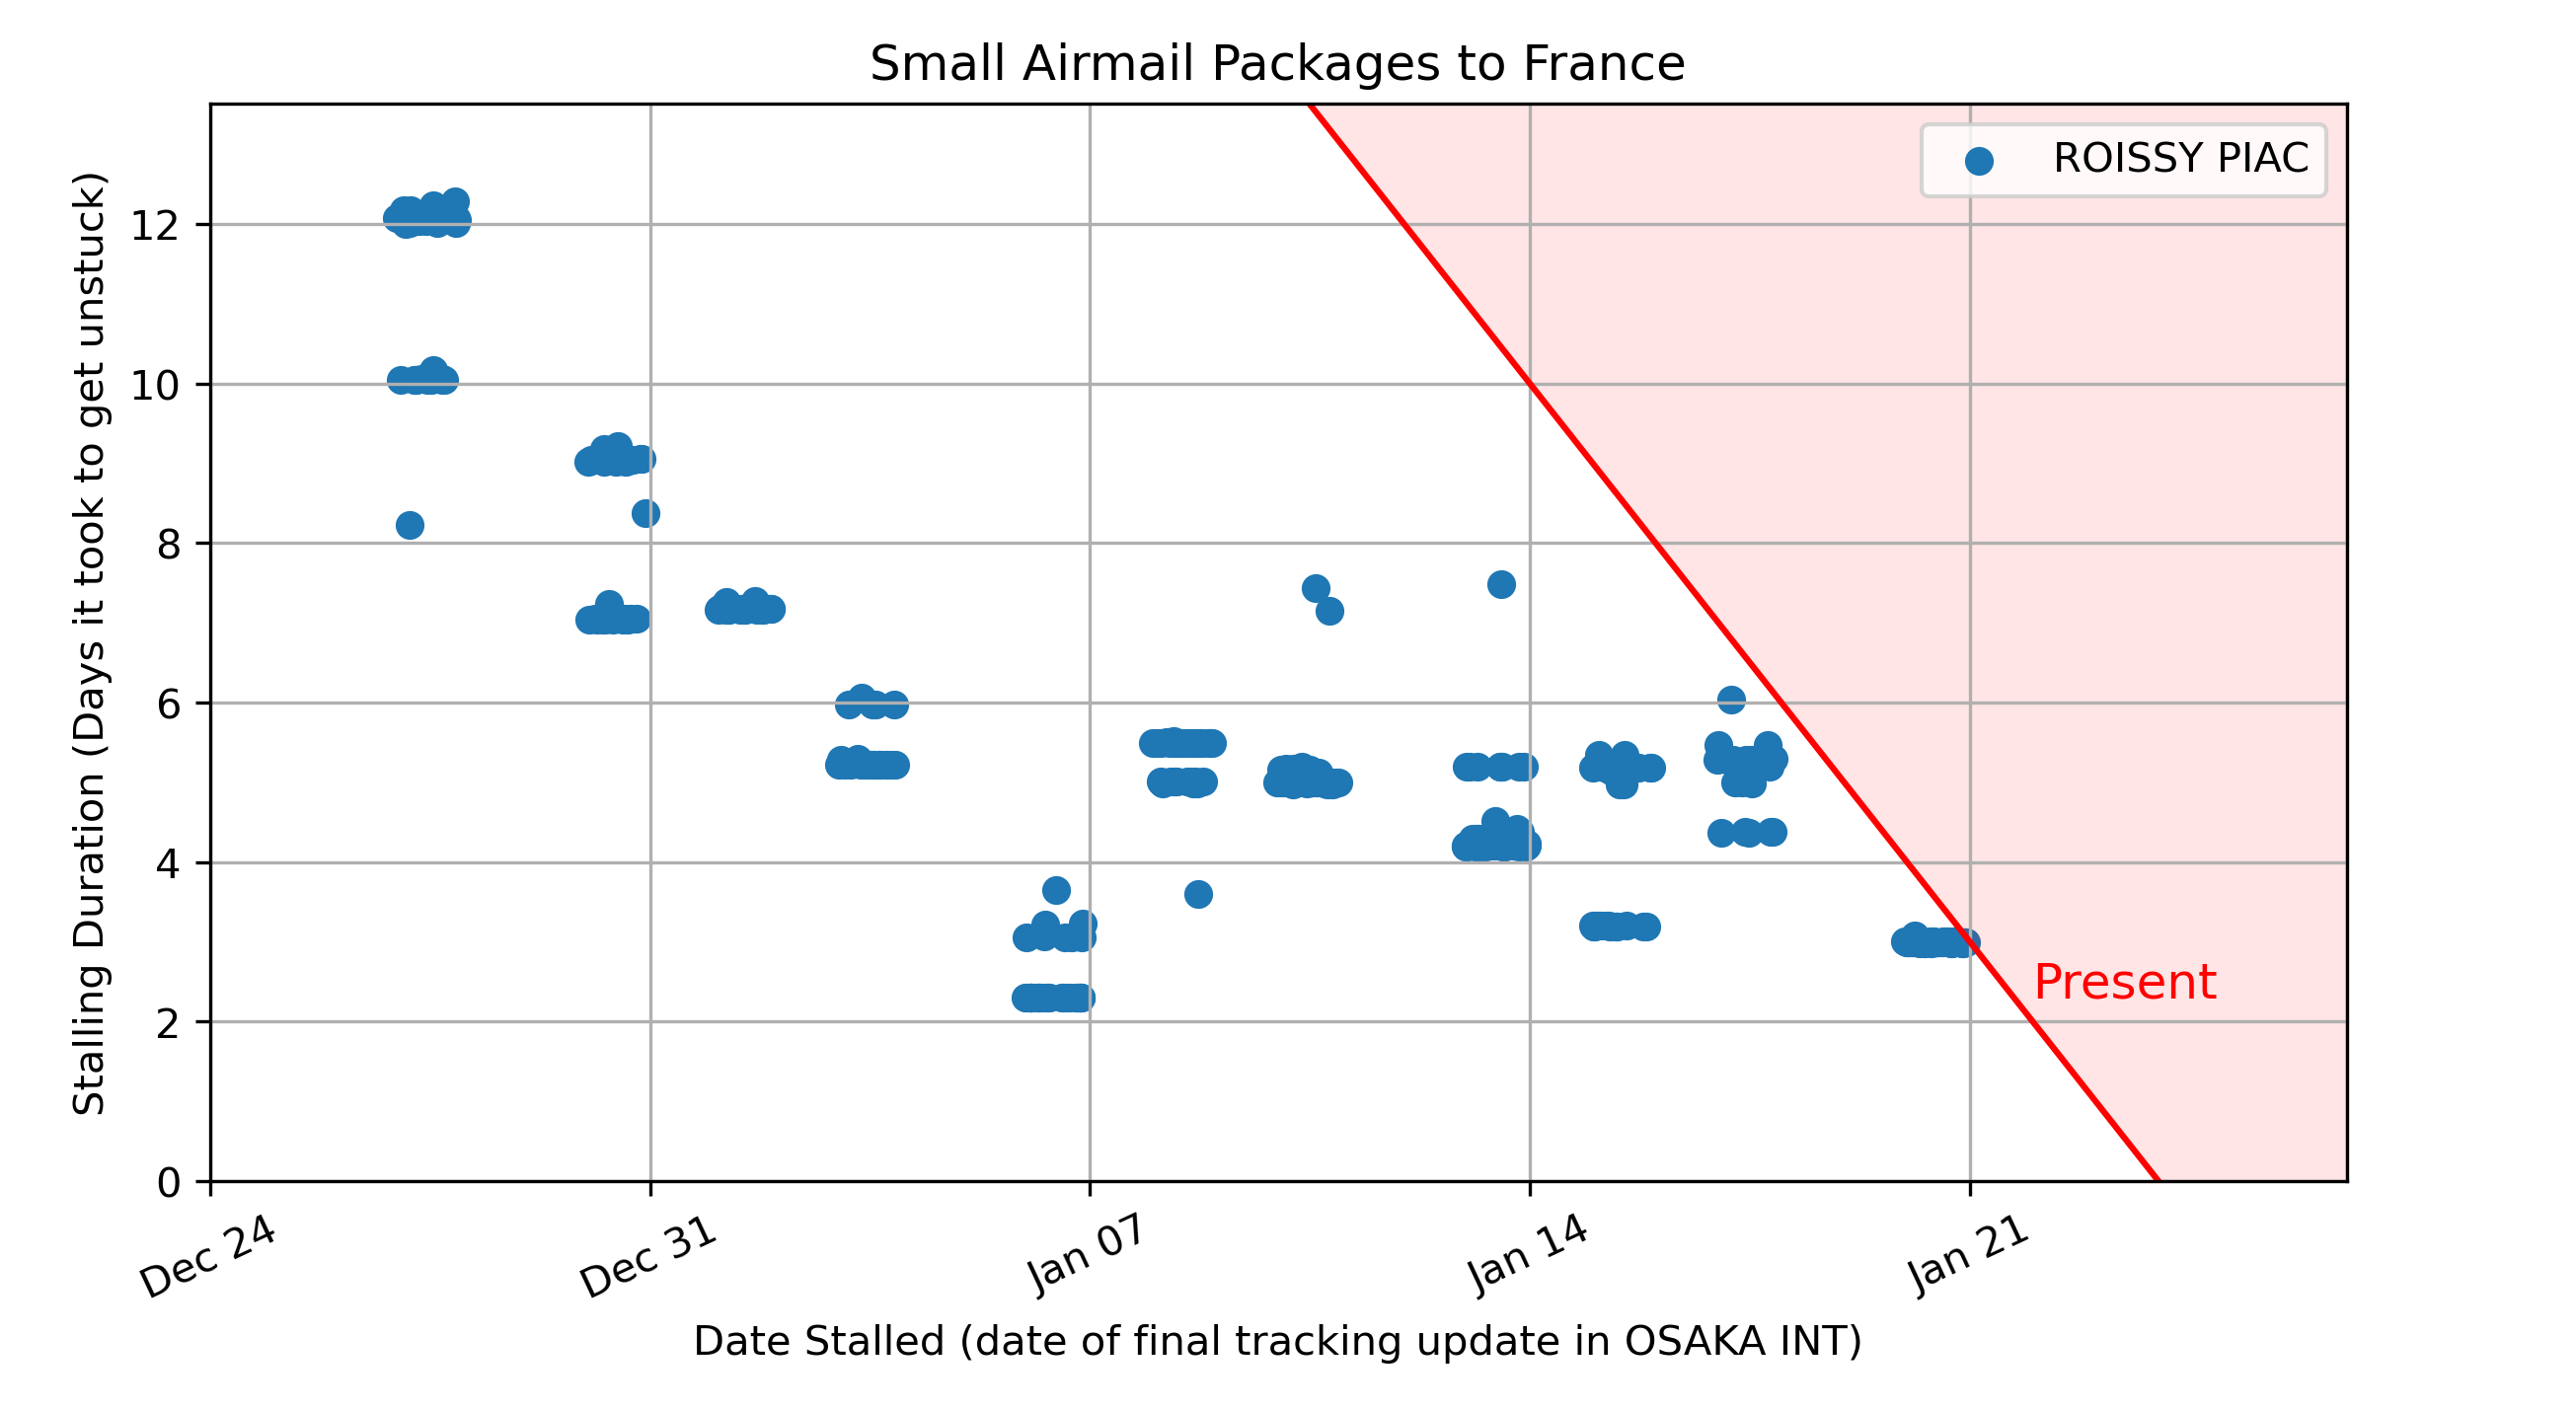 Small Airmail Packages to France
ROISSY PIAC
Stalling Duration (Days it took to get unstuck)
12
10
8
6
4
2
0
Present
Dec 24
Dec 31
Jan 07
Jan 14
Jan 21
Date Stalled (date of final tracking update in OSAKA INT)